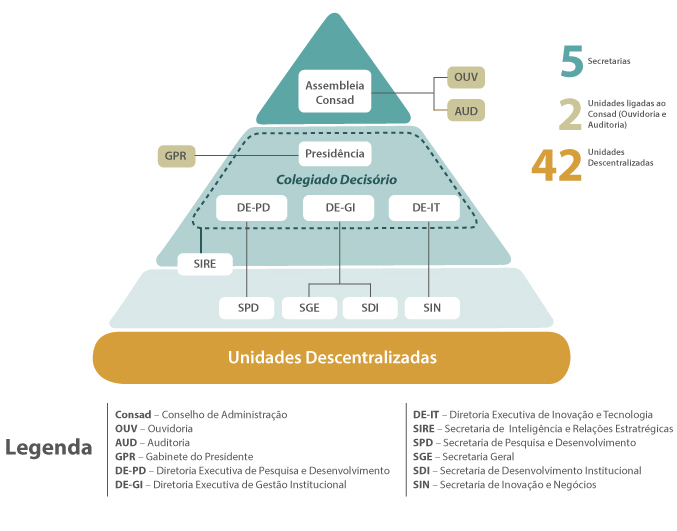 Assembleia
Consad
OUV
AUD
5
Secretarias
2
Unidades ligadas ao
Consad (Ouvidoria e
Auditoria)
42
Unidades
Descentralizadas
GPR
Presidência
Colegiado Decisório
DE-PD
DE-GI
DE-IT
SIRE
SPD
SGE
SDI
SIN
Unidades Descentralizadas
Legenda
Consad – Conselho de Administração
OUV – Ouvidoria
AUD – Auditoria
GPR – Gabinete do Presidente
DE-PD – Diretoria Executiva de Pesquisa e Desenvolvimento
DE-GI – Diretoria Executiva de Gestão Institucional
DE-IT – Diretoria Executiva de Inovação e Tecnologia
SIRE – Secretaria de Inteligência e Relações Estratrégicas
SPD – Secretaria de Pesquisa e Desenvolvimento
SGE – Secretaria Geral
SDI – Secretaria de Desenvolvimento Institucional
SIN – Secretaria de Inovação e Negócios